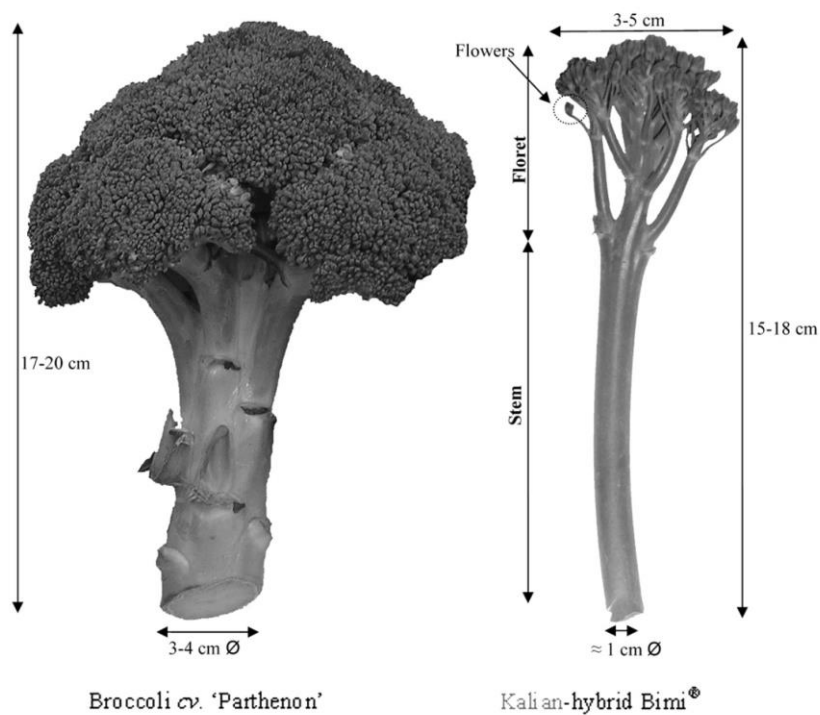 3-5 cm
Flowers
Floret
17-20 cm
15-18 cm
Stem
3-4 cm Ø
≈ 1 cm Ø
Broccoli cv. ‘Parthenon’
Kalian-hybrid Bimi®